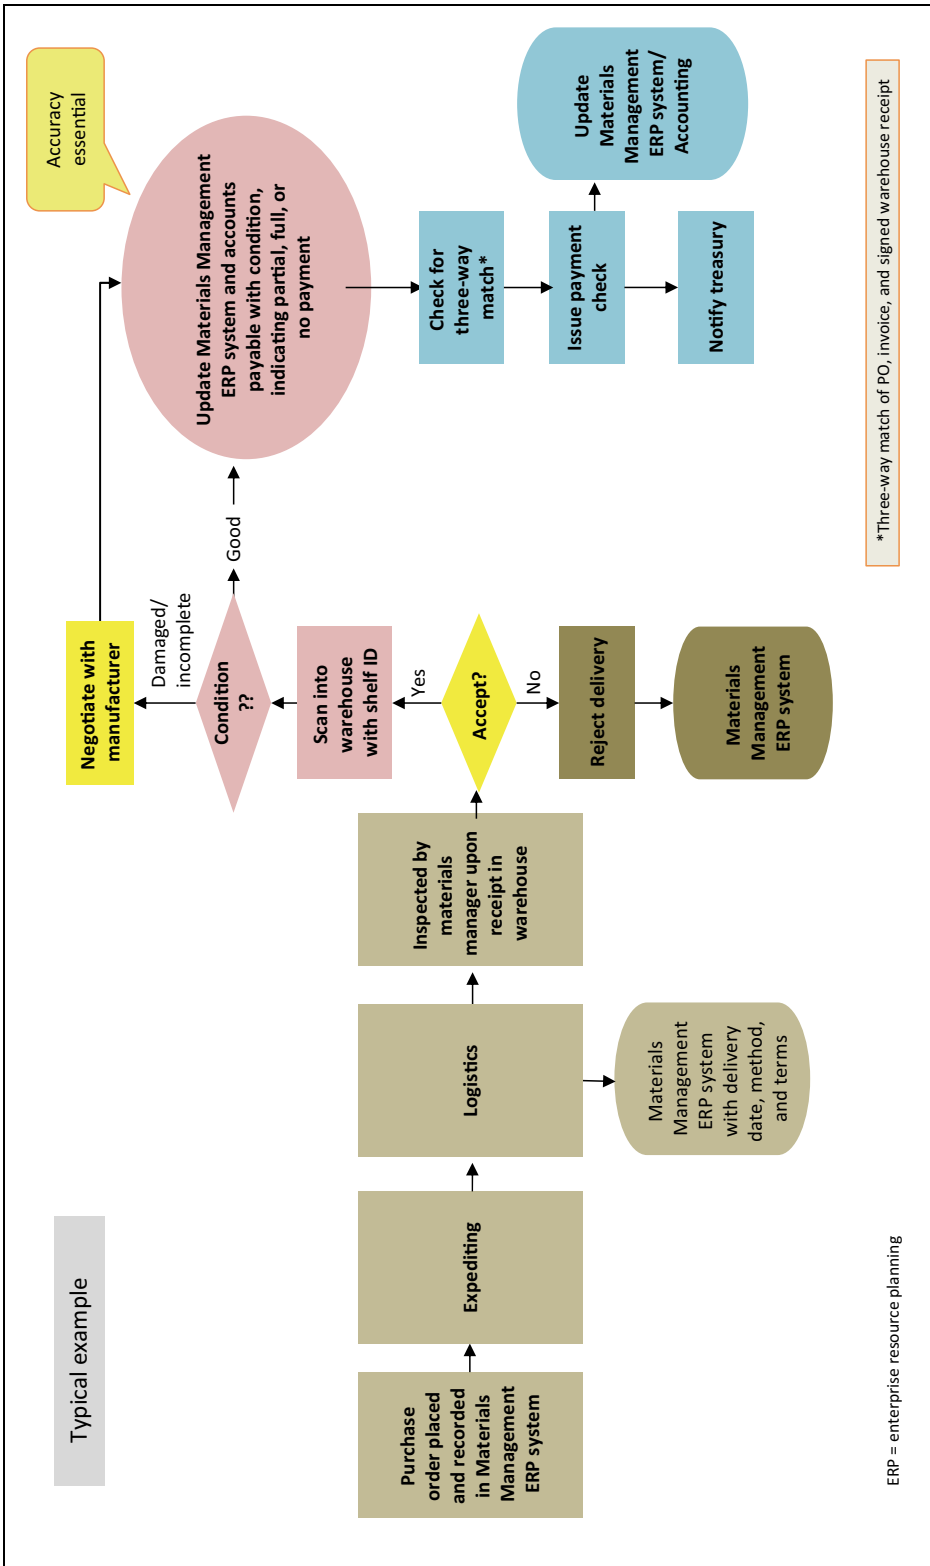 Typical example
Purchase
order placed
and recorded
in Materials
Management
ERP system
Expediting
Logistics
Materials
Management
ERP system
with delivery
date, method,
and terms
Inspected by
materials
manager upon
receipt in
warehouse
Accept?
No
Reject delivery
Materials
Management
ERP system
Yes
Scan into
warehouse
with shelf ID
Condition
??
Damaged/
incomplete
Negotiate with
manufacturer
Good
Accuracy
essential
Update Materials Management
ERP system and accounts
payable with condition,
indicating partial, full, or
no payment
Check for
three-way
match*
Issue payment
check
Update
Materials
Management
ERP system/
Accounting
Notify treasury
ERP = enterprise resource planning
*Three-way match of PO, invoice, and signed warehouse receipt